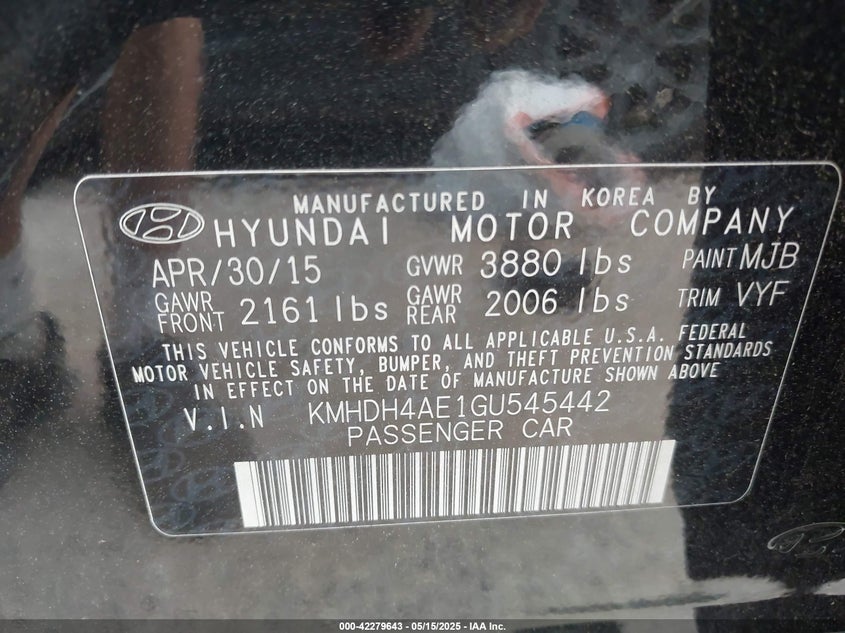 MANUFACTURED IN KOREA BY
HYUNDAI MOTOR COMPANY
APR/30/15 GVWR 3880 lbs PAINT MJB
GAWR FRONT 2161 lbs GAWR REAR 2006 lbs TRIM VYF
THIS VEHICLE CONFORMS TO ALL APPLICABLE U.S.A. FEDERAL
MOTOR VEHICLE SAFETY, BUMPER, AND THEFT PREVENTION STANDARDS
IN EFFECT ON THE DATE OF MANUFACTURE SHOWN ABOVE
V.I.N KMHDH4AE1GU545442
PASSENGER CAR
000-42279643 - 05/15/2025 - IAA Inc.